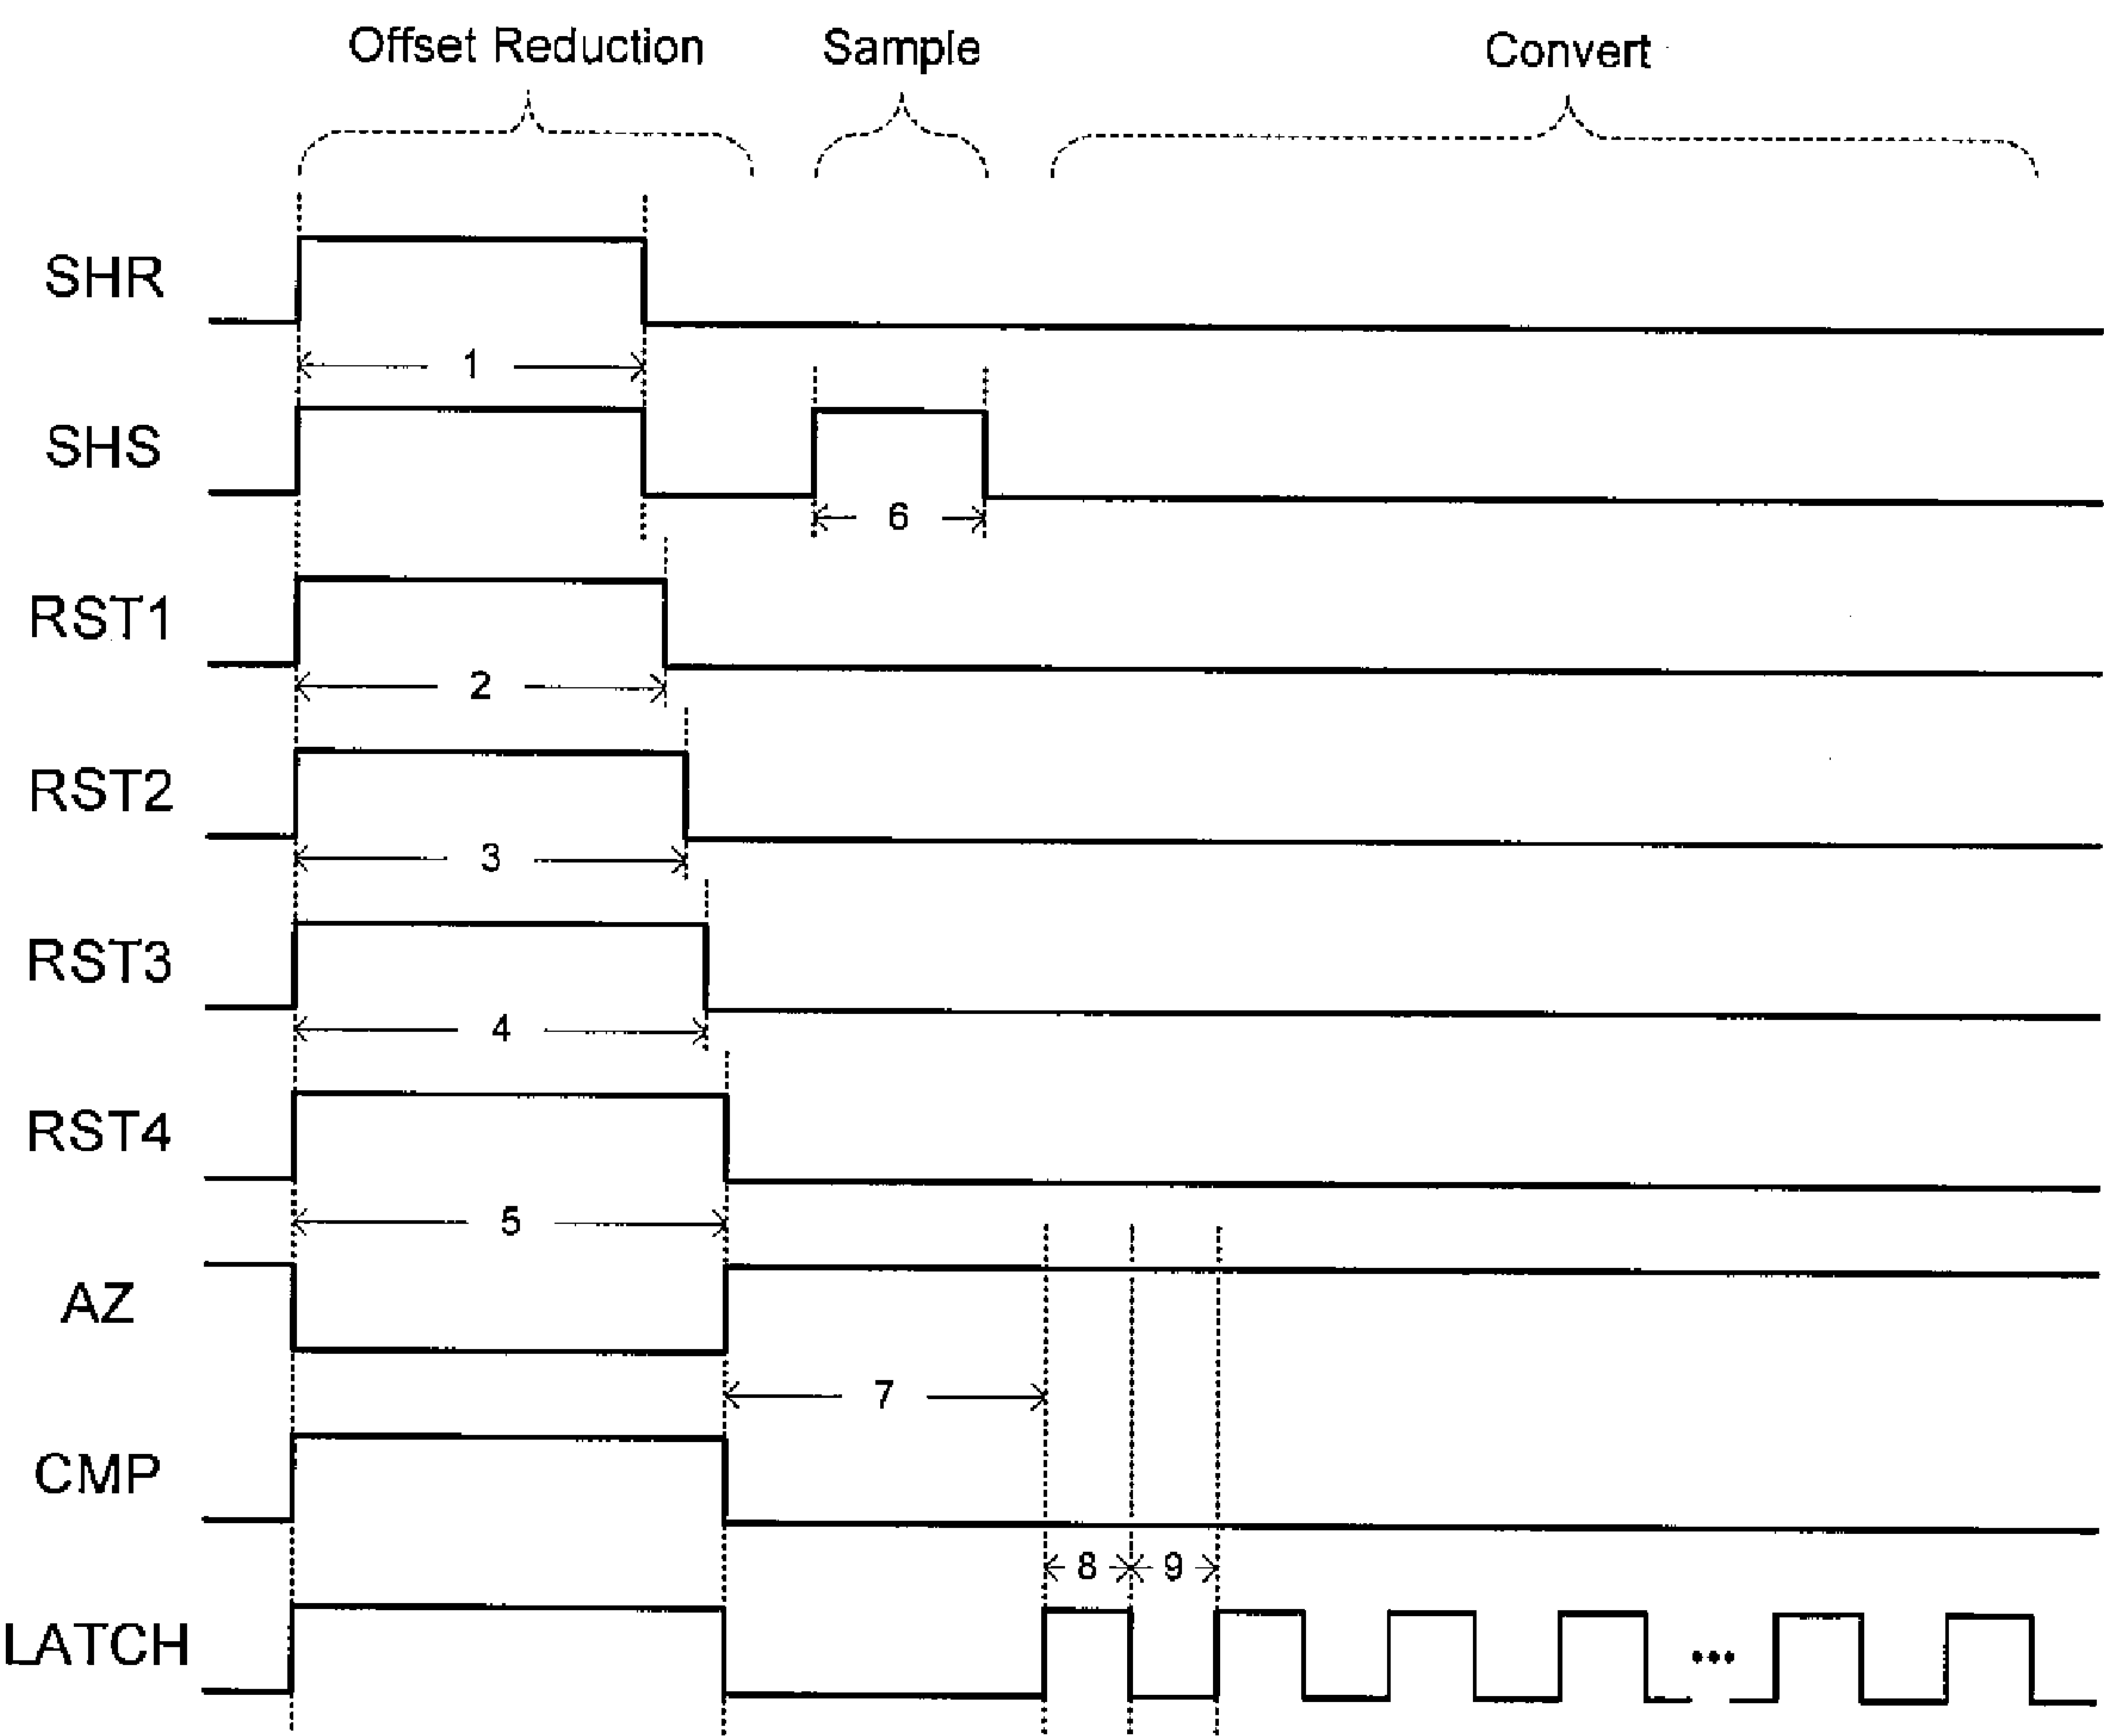 Offset Reduction
Sample
Convert
SHR
1
SHS
6
RST1
2
RST2
3
RST3
4
RST4
5
AZ
7
CMP
8
9
LATCH
•••